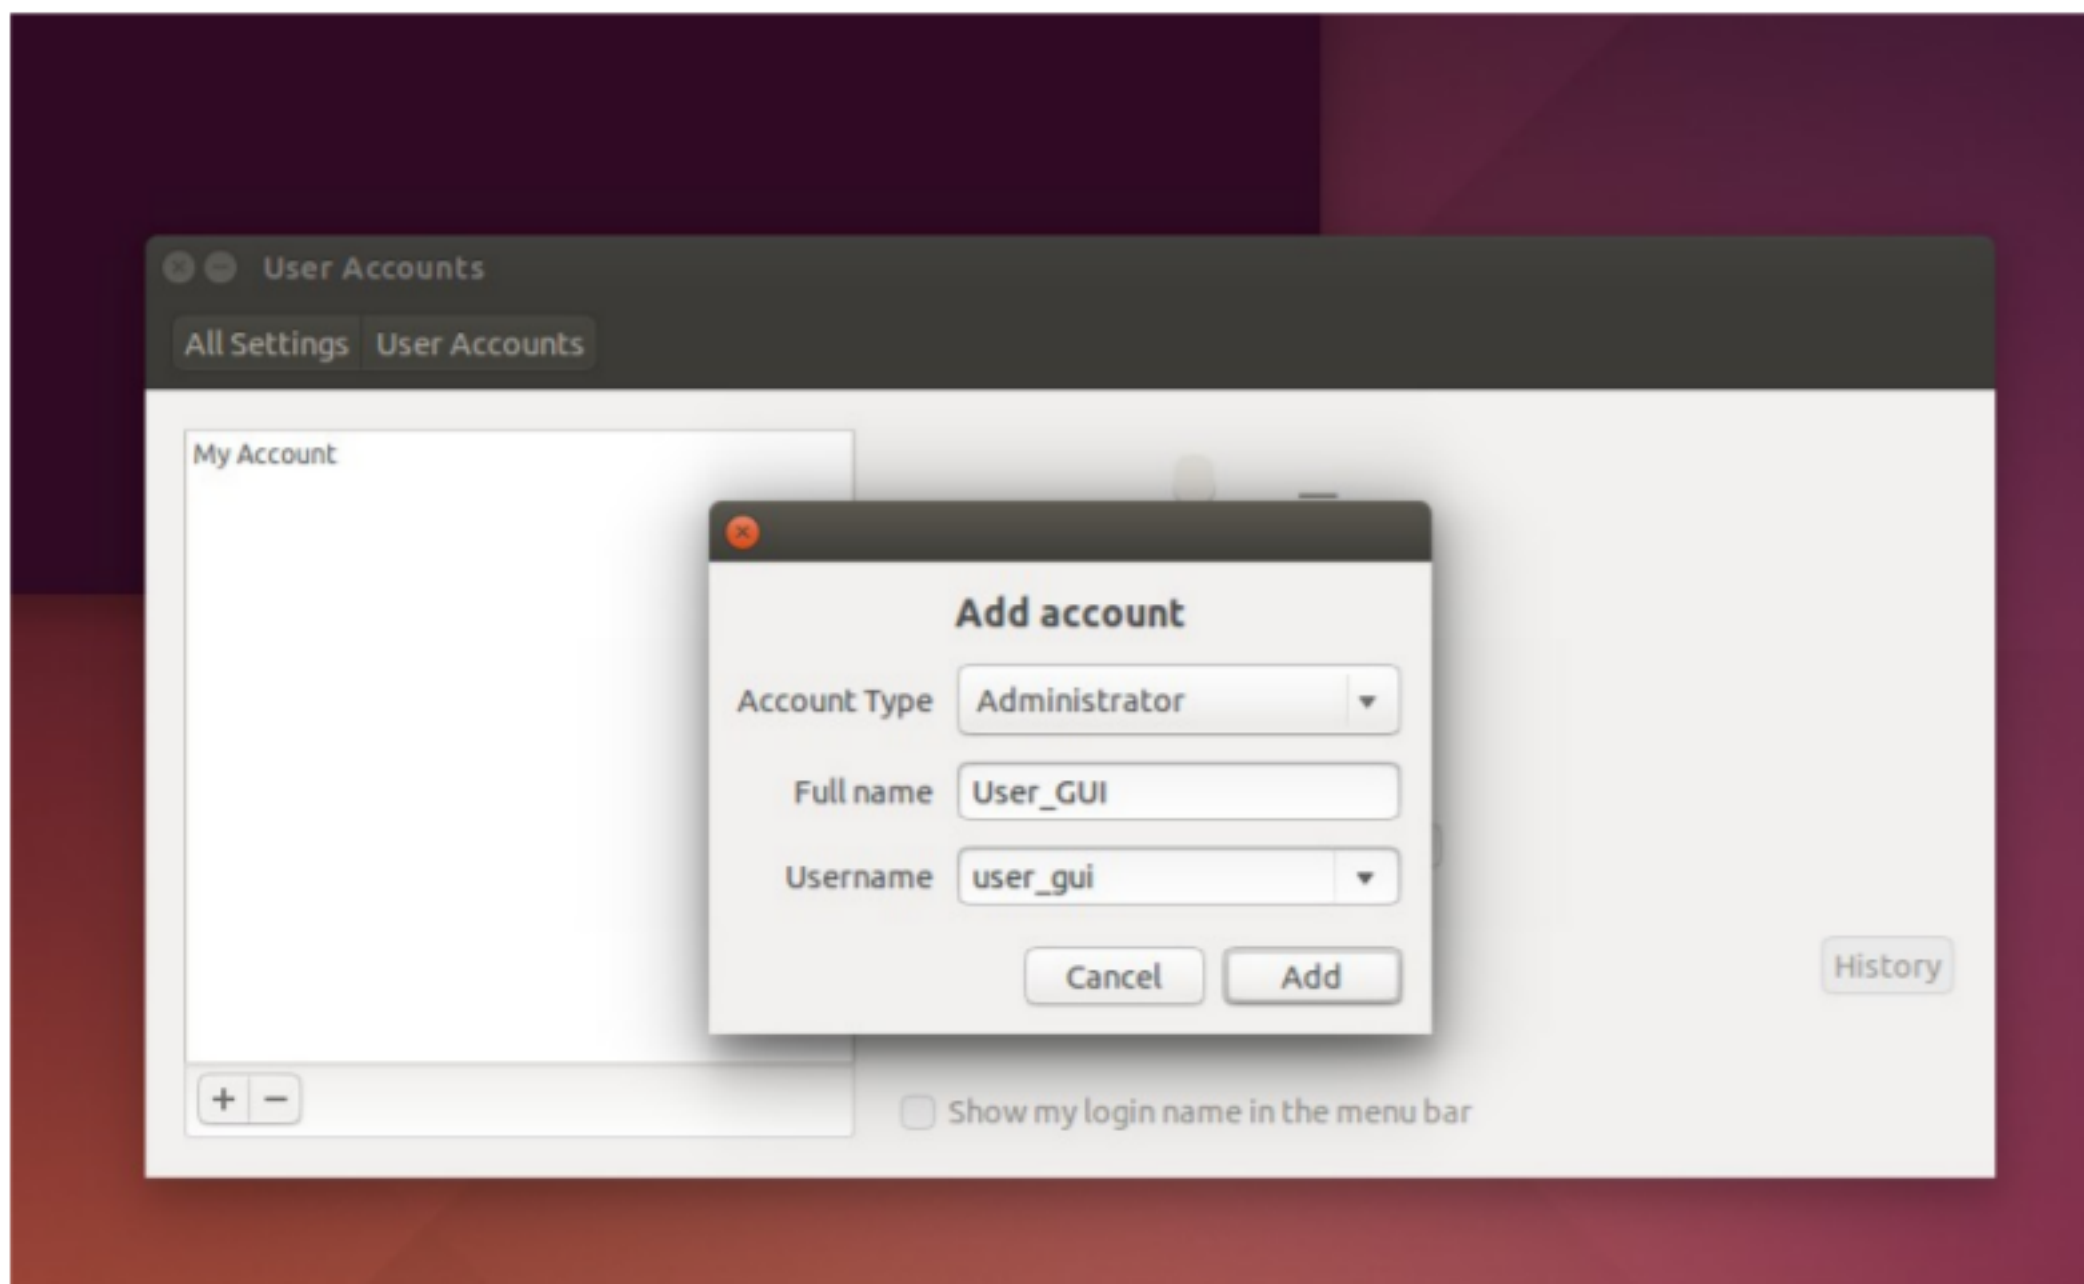 User Accounts
All Settings User Accounts
My Account
Add account
Account Type Administrator
Full name User_GUI
Username user_gui
Cancel Add
History
Show my login name in the menu bar